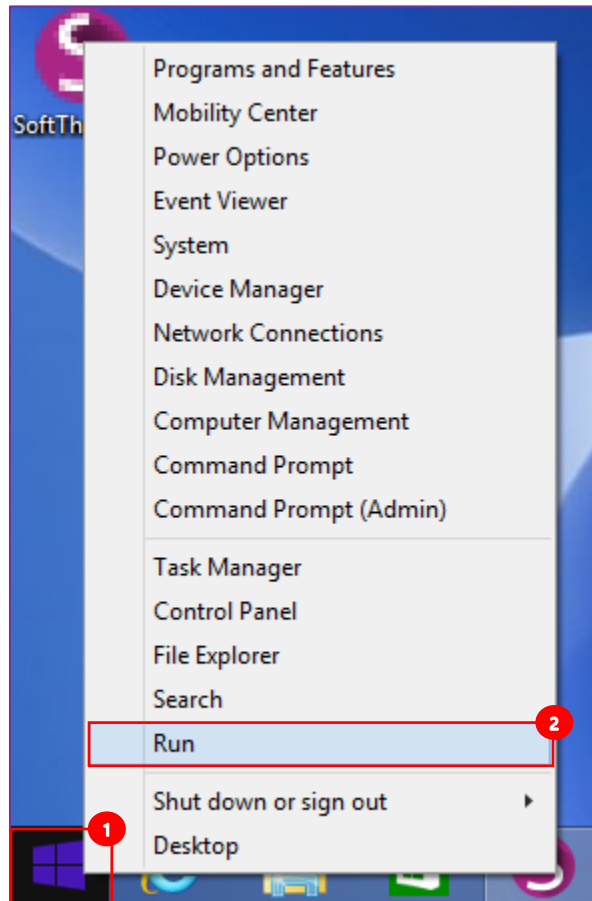 SoftTh
Programs and Features
Mobility Center
Power Options
Event Viewer
System
Device Manager
Network Connections
Disk Management
Computer Management
Command Prompt
Command Prompt (Admin)
Task Manager
Control Panel
File Explorer
Search
2
Run
Shut down or sign out
1
Desktop